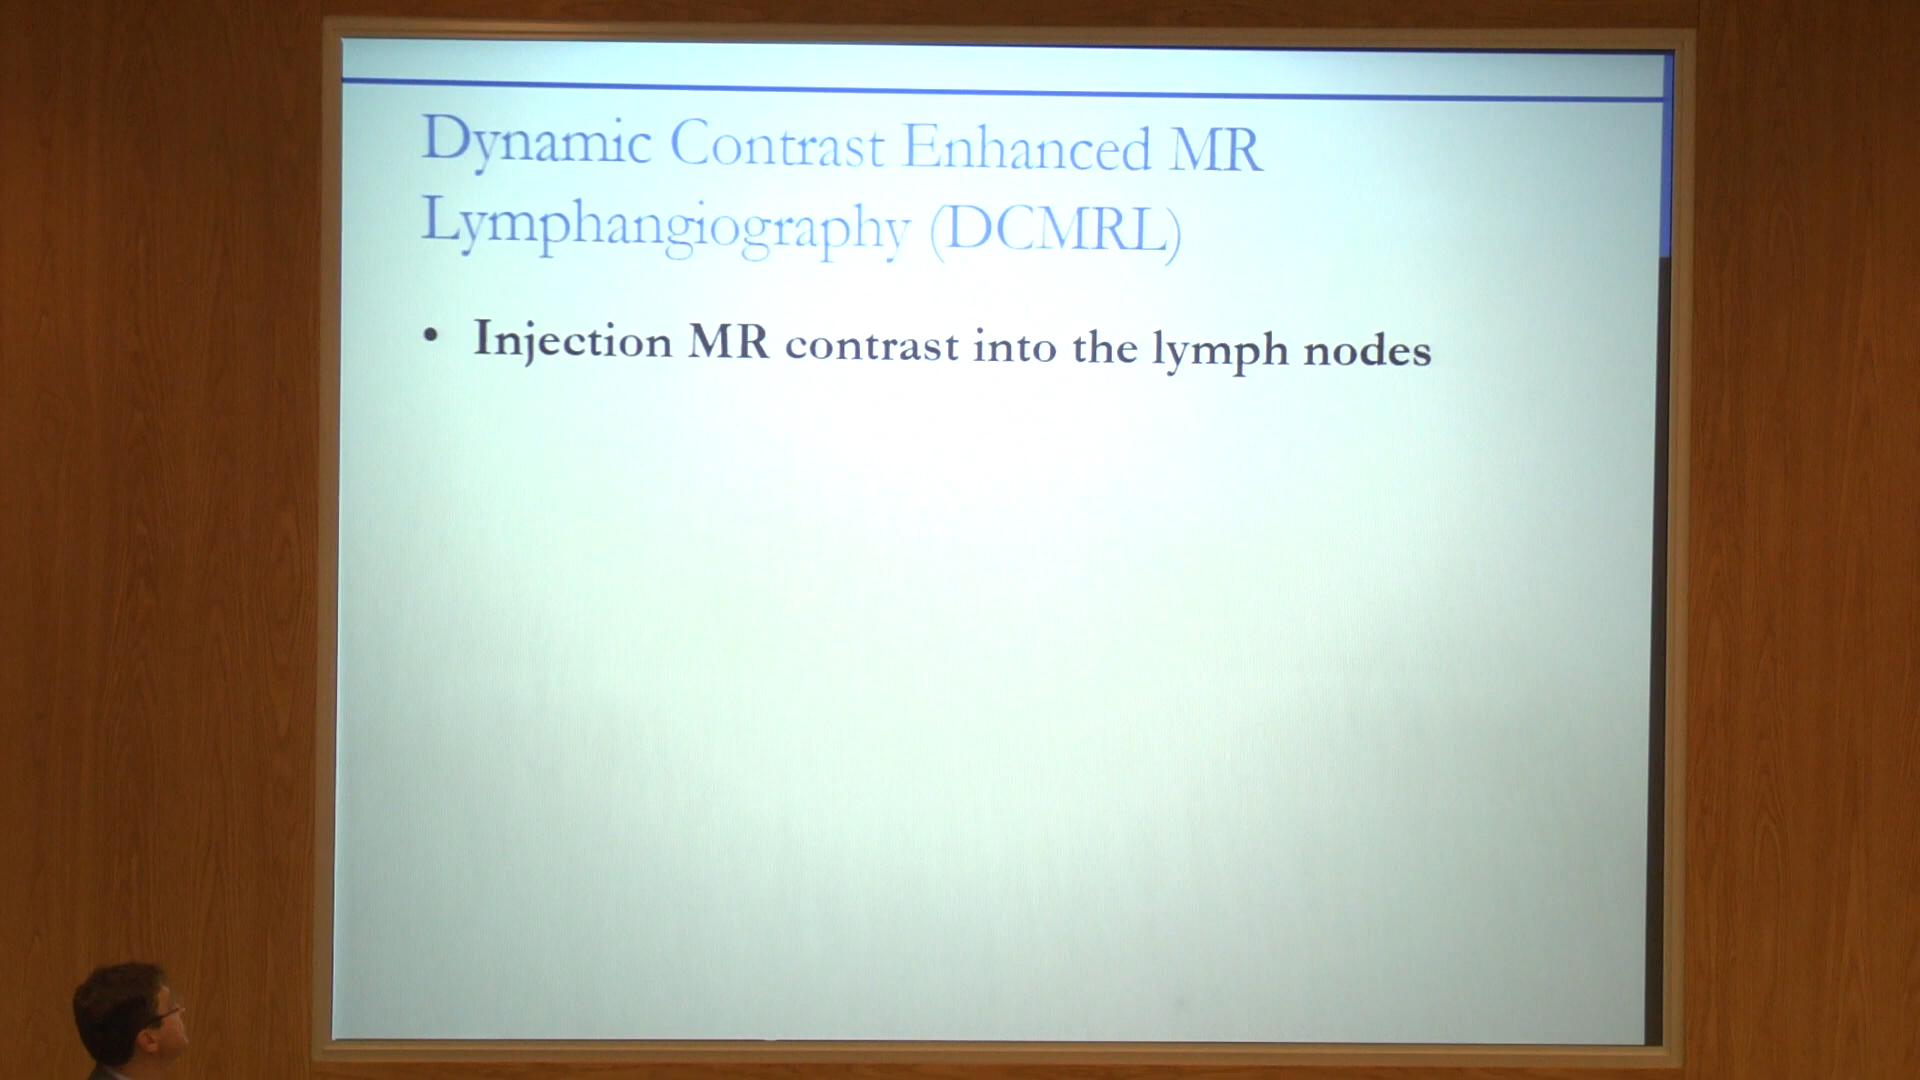 Dynamic Contrast Enhanced MR
Lymphangiography (DCMRL)
• Injection MR contrast into the lymph nodes